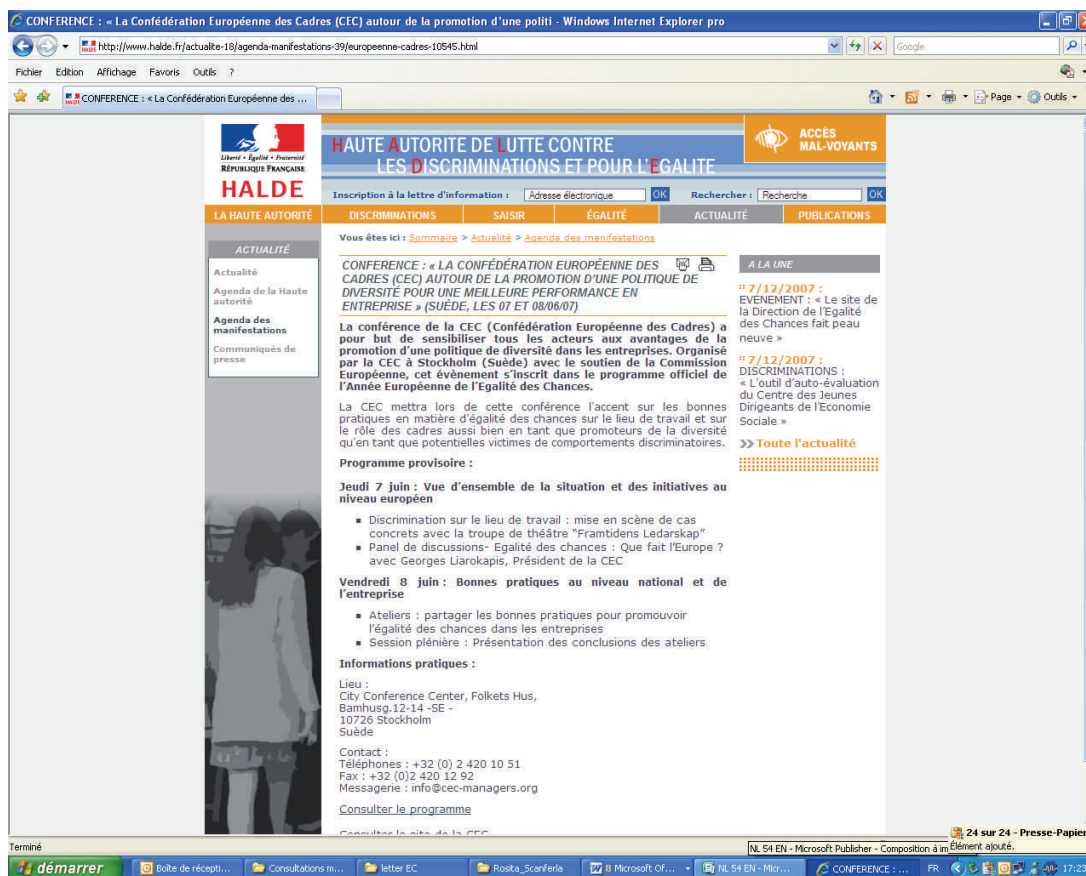 CONFERENCE : « La Confédération Européenne des Cadres (CEC) autour de la promotion d'une politi - Windows Internet Explorer pro
http://www.halde.fr/actualite-18/agenda-manifestations-39/europeenne-cadres-10545.html
Google
Fichier Edition Affichage Favoris Outils ?
CONFERENCE : « La Confédération Européenne des ...
Page Outils
Liberté • Égalité • Fraternité
RÉPUBLIQUE FRANÇAISE
HALDE
HAUTE AUTORITE DE LUTTE CONTRE
LES DISCRIMINATIONS ET POUR L'EGALITE
ACCÈS
MAL-VOYANTS
Inscription à la lettre d'information : Adresse électronique OK Rechercher : Recherche OK
LA HAUTE AUTORITÉ DISCRIMINATIONS SAISIR ÉGALITÉ ACTUALITÉ PUBLICATIONS
Vous êtes ici : Sommaire > Actualité > Agenda des manifestations
ACTUALITÉ
Actualité
Agenda de la Haute
autorité
Agenda des
manifestations
Communiqués de
presse
CONFERENCE : « LA CONFÉDÉRATION EUROPÉENNE DES
CADRES (CEC) AUTOUR DE LA PROMOTION D'UNE POLITIQUE DE
DIVERSITÉ POUR UNE MEILLEURE PERFORMANCE EN
ENTREPRISE » (SUÈDE, LES 07 ET 08/06/07)
La conférence de la CEC (Confédération Européenne des Cadres) a
pour but de sensibiliser tous les acteurs aux avantages de la
promotion d'une politique de diversité dans les entreprises. Organisé
par la CEC à Stockholm (Suède) avec le soutien de la Commission
Européenne, cet évènement s'inscrit dans le programme officiel de
l'Année Européenne de l'Egalité des Chances.
La CEC mettra lors de cette conférence l'accent sur les bonnes
pratiques en matière d'égalité des chances sur le lieu de travail et sur
le rôle des cadres aussi bien en tant que promoteurs de la diversité
qu'en tant que potentielles victimes de comportements discriminatoires.
Programme provisoire :
Jeudi 7 juin : Vue d'ensemble de la situation et des initiatives au
niveau européen
▪ Discrimination sur le lieu de travail : mise en scène de cas
concrets avec la troupe de théâtre "Framtidens Ledarskap"
▪ Panel de discussions- Egalité des chances : Que fait l'Europe ?
avec Georges Liarokapis, Président de la CEC
Vendredi 8 juin : Bonnes pratiques au niveau national et de
l'entreprise
▪ Ateliers : partager les bonnes pratiques pour promouvoir
l'égalité des chances dans les entreprises
▪ Session plénière : Présentation des conclusions des ateliers
Informations pratiques :
Lieu :
City Conference Center, Folkets Hus,
Bamhusg.12-14 -SE -
10726 Stockholm
Suède
Contact :
Téléphones : +32 (0) 2 420 10 51
Fax : +32 (0)2 420 12 92
Messagerie : info@cec-managers.org
Consulter le programme
Consulter le site de la CEC
A LA UNE
7/12/2007 :
EVENEMENT : « Le site de
la Direction de l'Egalité
des Chances fait peau
neuve »
7/12/2007 :
DISCRIMINATIONS :
« L'outil d'auto-évaluation
du Centre des Jeunes
Dirigeants de l'Economie
Sociale »
>> Toute l'actualité
Terminé
NL 54 EN - Microsoft Publisher - Composition à im
24 sur 24 - Presse-Papier
Élément ajouté.
démarrer Boîte de récepti... Consultations m... letter EC Rosita_Scanferla 8 Microsoft Of... NL 54 EN - Micr... CONFERENCE : ... FR 17:23